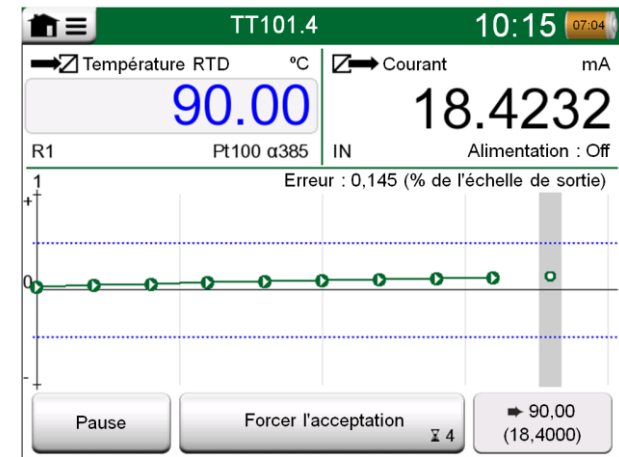 TT101.4 10:15 07:04
Température RTD °C
Courant mA
90.00
18.4232
R1 Pt100 α385
IN Alimentation : Off
1 Erreur : 0,145 (% de l'échelle de sortie)
+
0
-
Pause
Forcer l'acceptation 4
90,00
(18,4000)